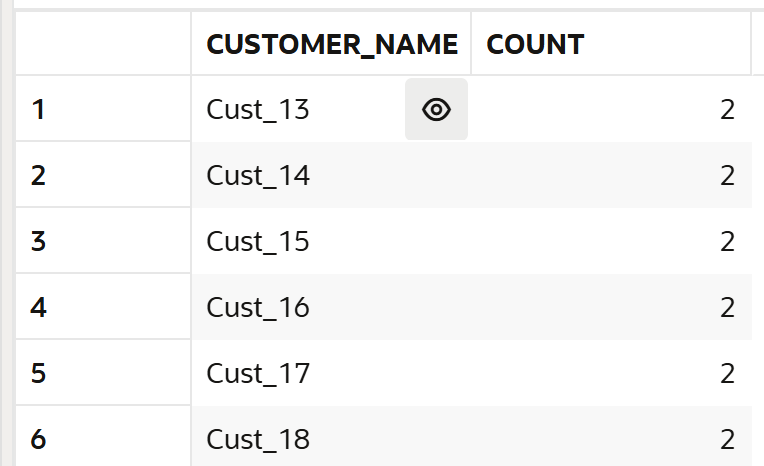 CUSTOMER_NAME COUNT
1 Cust_13 2
2 Cust_14 2
3 Cust_15 2
4 Cust_16 2
5 Cust_17 2
6 Cust_18 2